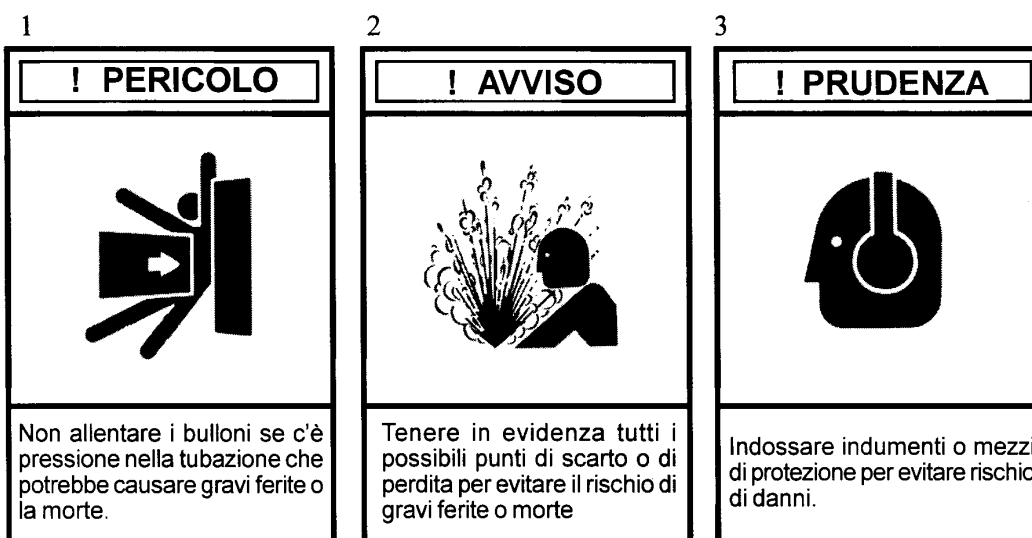 1
2
3
! PERICOLO
! AVVISO
! PRUDENZA
Non allentare i bulloni se c'è
pressione nella tubazione che
potrebbe causare gravi ferite o
la morte.
Tenere in evidenza tutti i
possibili punti di scarto o di
perdita per evitare il rischio di
gravi ferite o morte
Indossare indumenti o mezzi
di protezione per evitare rischio
di danni.